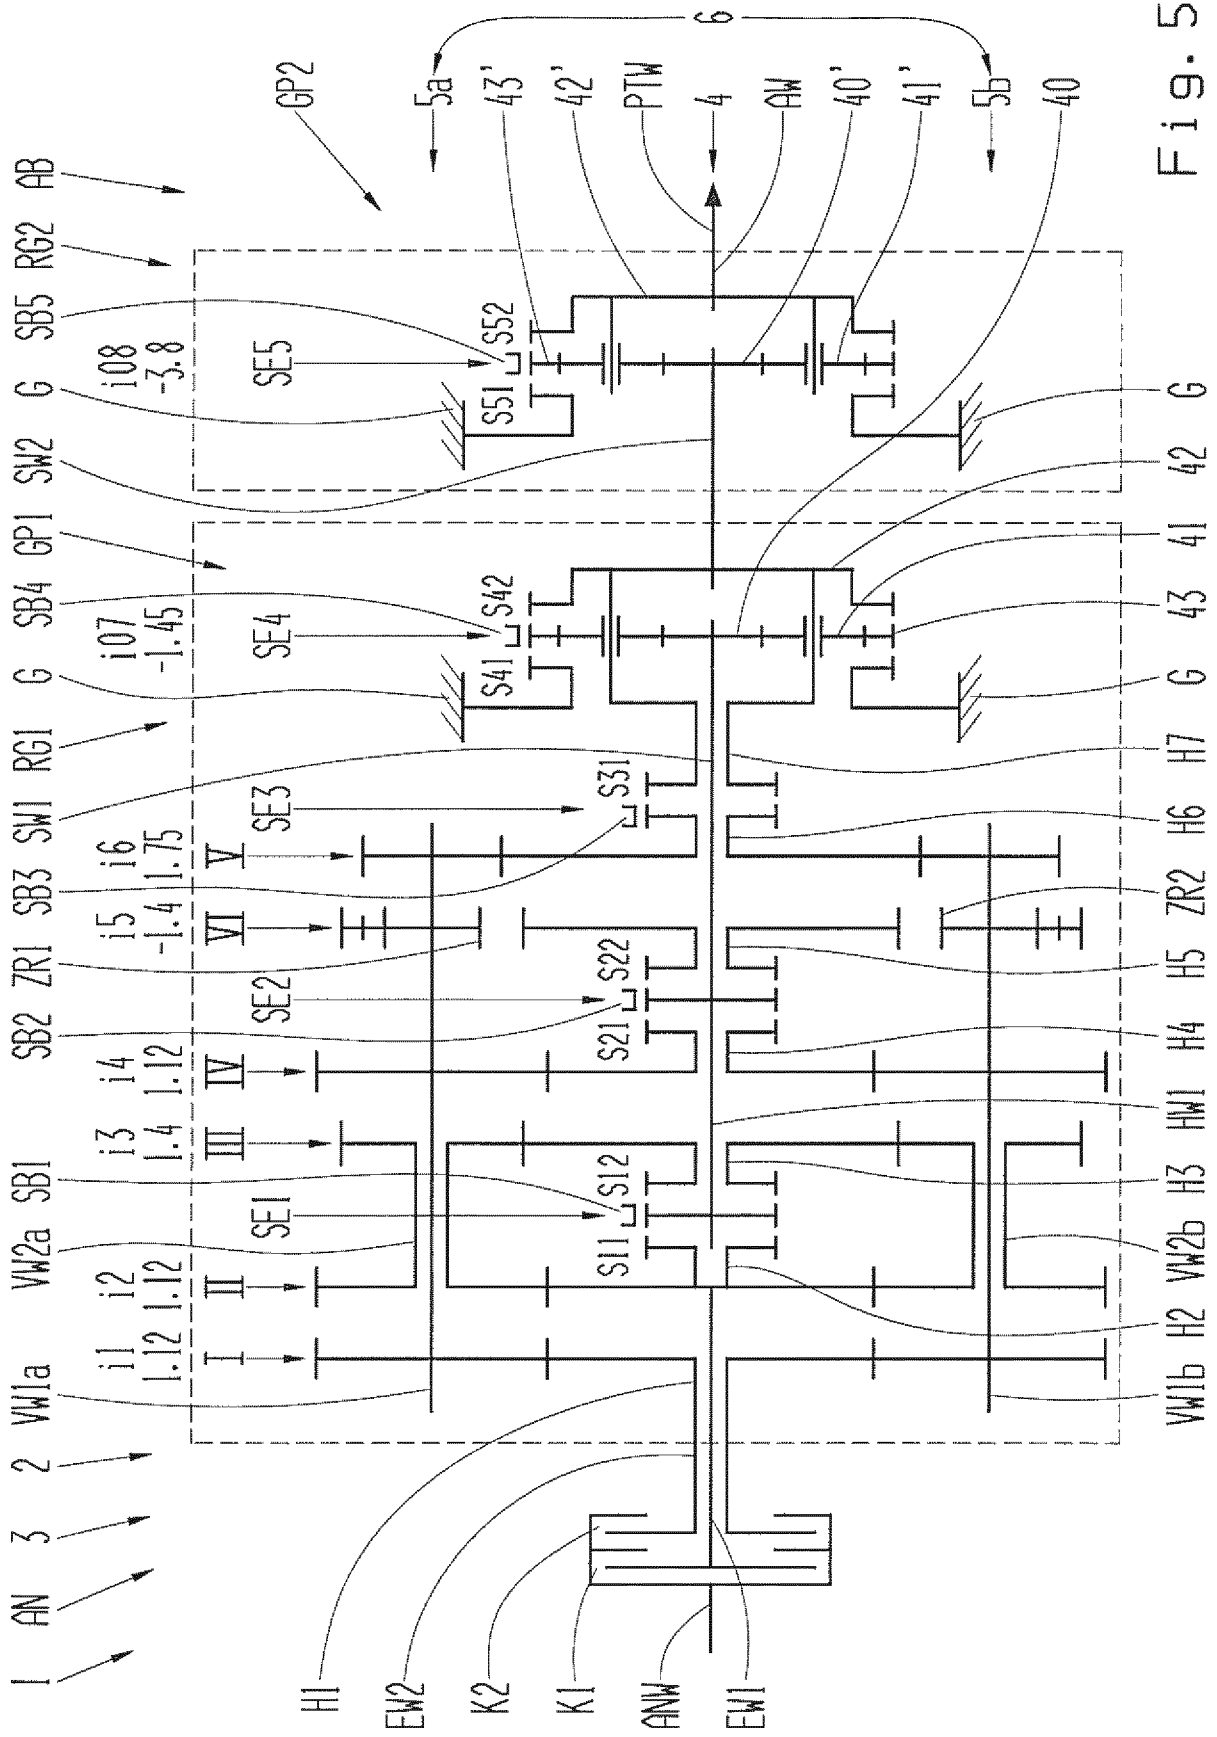 1 AN 3 2 VW1a VW2a SB1 SB2 ZR1 SB3 SW1 RG1 G SB4 GP1 SW2 G SB5 RG2 AB
i1 i2 i3 i4 i5 i6 i07 i08
1.12 1.12 1.4 1.12 -1.4 1.75 -1.45 -3.8
I II III IV VI V
SE1 SE2 SE3 SE4 SE5
GP2
H1
EW2 5a
K2 S41 S42 S51 S52 43'
K1 42'
S11 S12 S21 S22 S31
ANW PTW
4 6
EW1 AW
40'
41'
5b
40
VW1b H2 VW2b H3 HW1 H4 H5 ZR2 H6 H7 G 43 41 42 G
Fig. 5